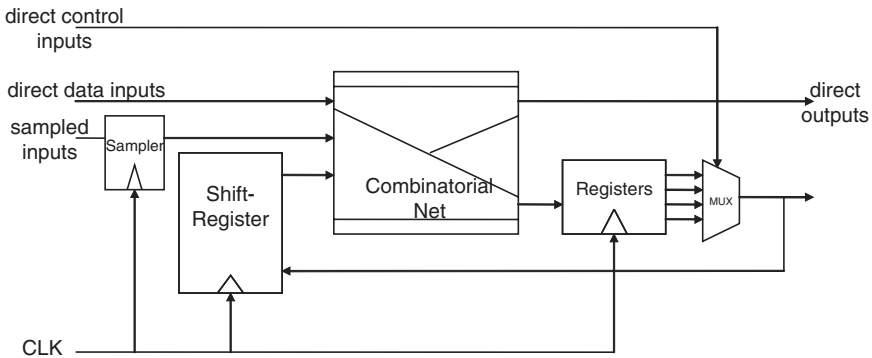 direct control
inputs
direct data inputs
direct
outputs
sampled
inputs
Sampler
Shift-
Register
Combinatorial
Net
Registers
MUX
CLK